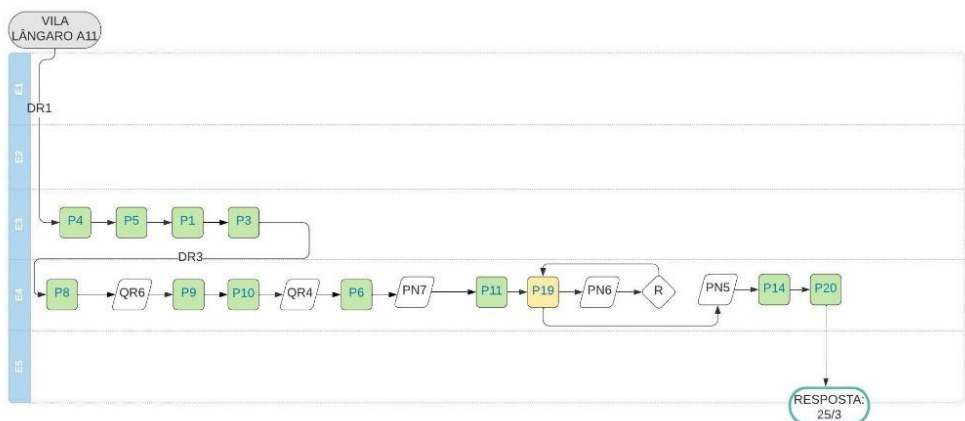 VILA
LÂNGARO A11
E1
DR1
E2
E3
P4 P5 P1 P3
DR3
E4
P8 QR6 P9 P10 QR4 P6 PN7 P11 P19 PN6 R PN5 P14 P20
E5
RESPOSTA:
25/3